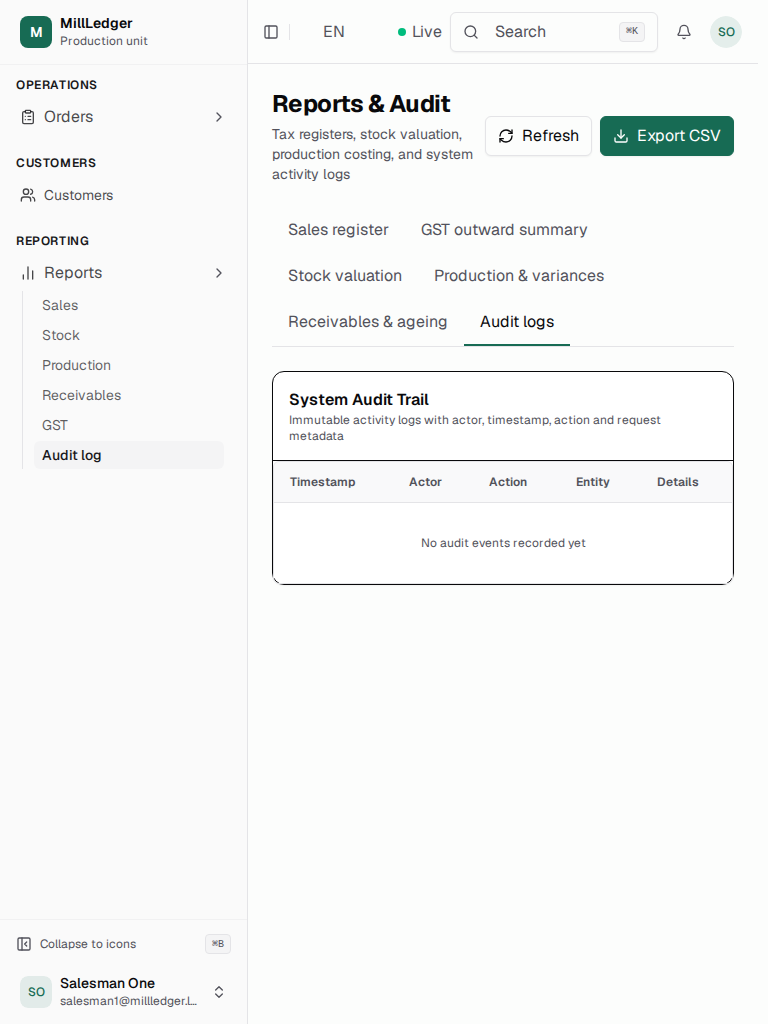 M
MillLedger
Production unit
OPERATIONS
Orders
CUSTOMERS
Customers
REPORTING
Reports
Sales
Stock
Production
Receivables
GST
Audit log
Collapse to icons
⌘B
SO
Salesman One
salesman1@millledger.l...
EN
Live
Search
⌘K
SO
Reports & Audit
Tax registers, stock valuation,
production costing, and system
activity logs
Refresh
Export CSV
Sales register
GST outward summary
Stock valuation
Production & variances
Receivables & ageing
Audit logs
System Audit Trail
Immutable activity logs with actor, timestamp, action and request
metadata
Timestamp Actor Action Entity Details
No audit events recorded yet